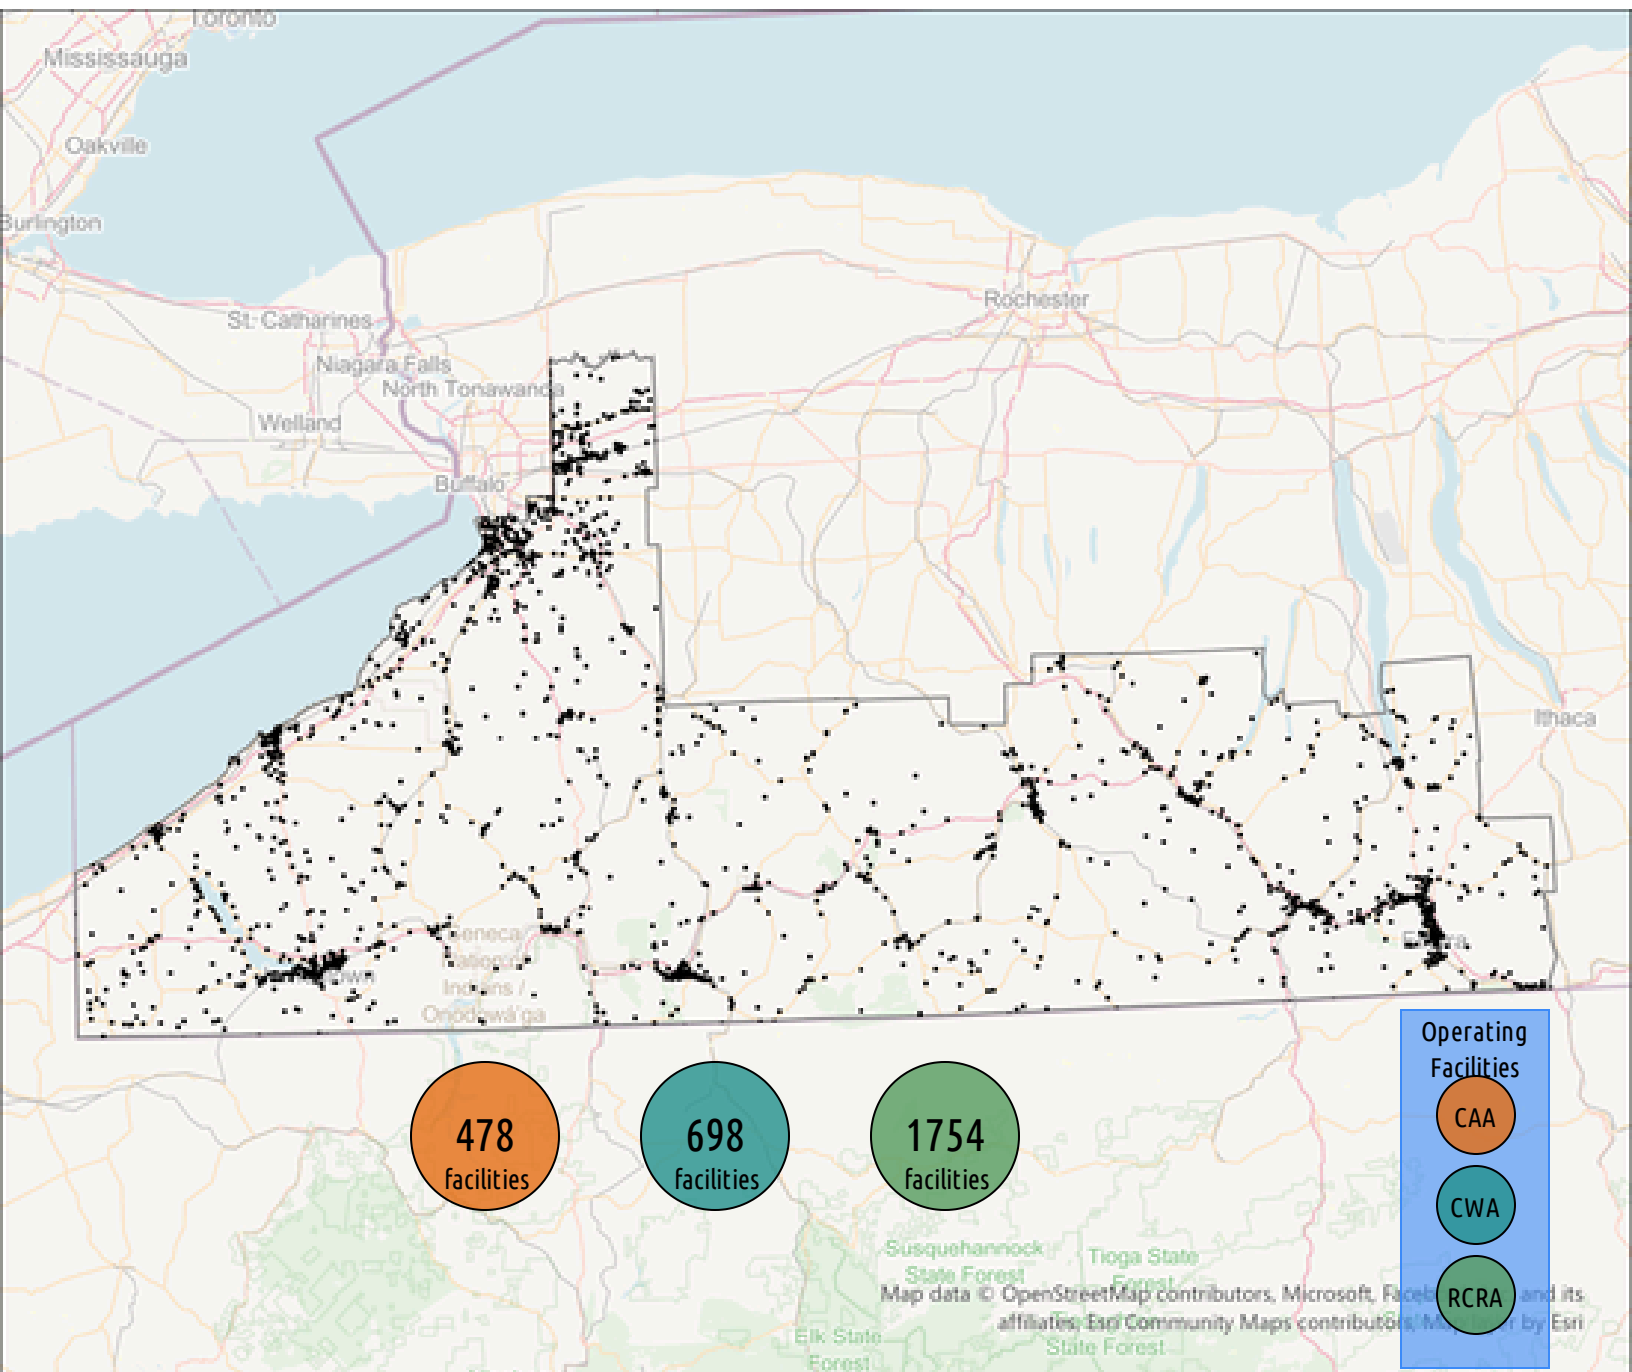 Toronto
Mississauga
Oakville
Burlington
St. Catharines
Rochester
Niagara Falls
North Tonawanda
Welland
Buffalo
Ithaca
Seneca
Indians /
Onödowa'ga
Operating
Facilities
CAA
CWA
RCRA
478
facilities
698
facilities
1754
facilities
Susquehannock
State Forest
Tioga State
Forest
Map data © OpenStreetMap contributors, Microsoft, and its
affiliates, Esri Community Maps contributors, Map layer by Esri
Elk State
Forest
State Forest